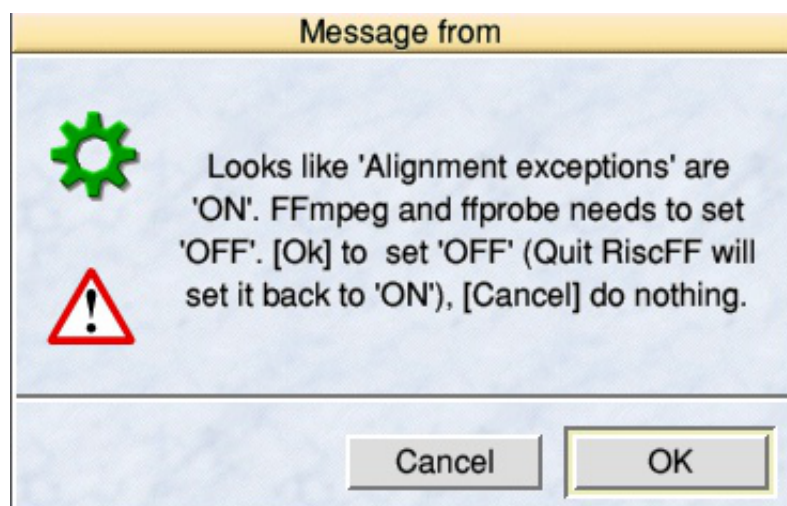 Message from
Looks like 'Alignment exceptions' are
'ON'. FFmpeg and ffprobe needs to set
'OFF'. [Ok] to  set 'OFF' (Quit RiscFF will
set it back to 'ON'), [Cancel] do nothing.
Cancel
OK